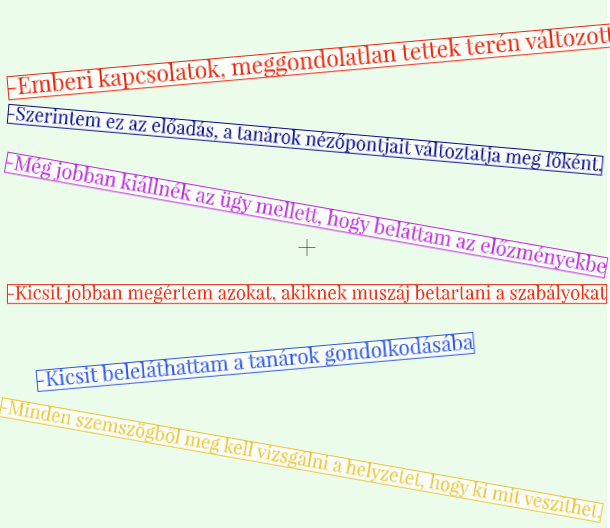 -Emberi kapcsolatok, meggondolatlan tettek terén változott
-Szerintem ez az előadás, a tanárok nézőpontjait változtatja meg főként.
-Még jobban kiállnék az ügy mellett, hogy beláttam az előzményekbe
-Kicsit jobban megértem azokat, akiknek muszáj betartani a szabályokat
-Kicsit beleláthattam a tanárok gondolkodásába
-Minden szemszögből meg kell vizsgálni a helyzetet, hogy ki mit veszíthet.